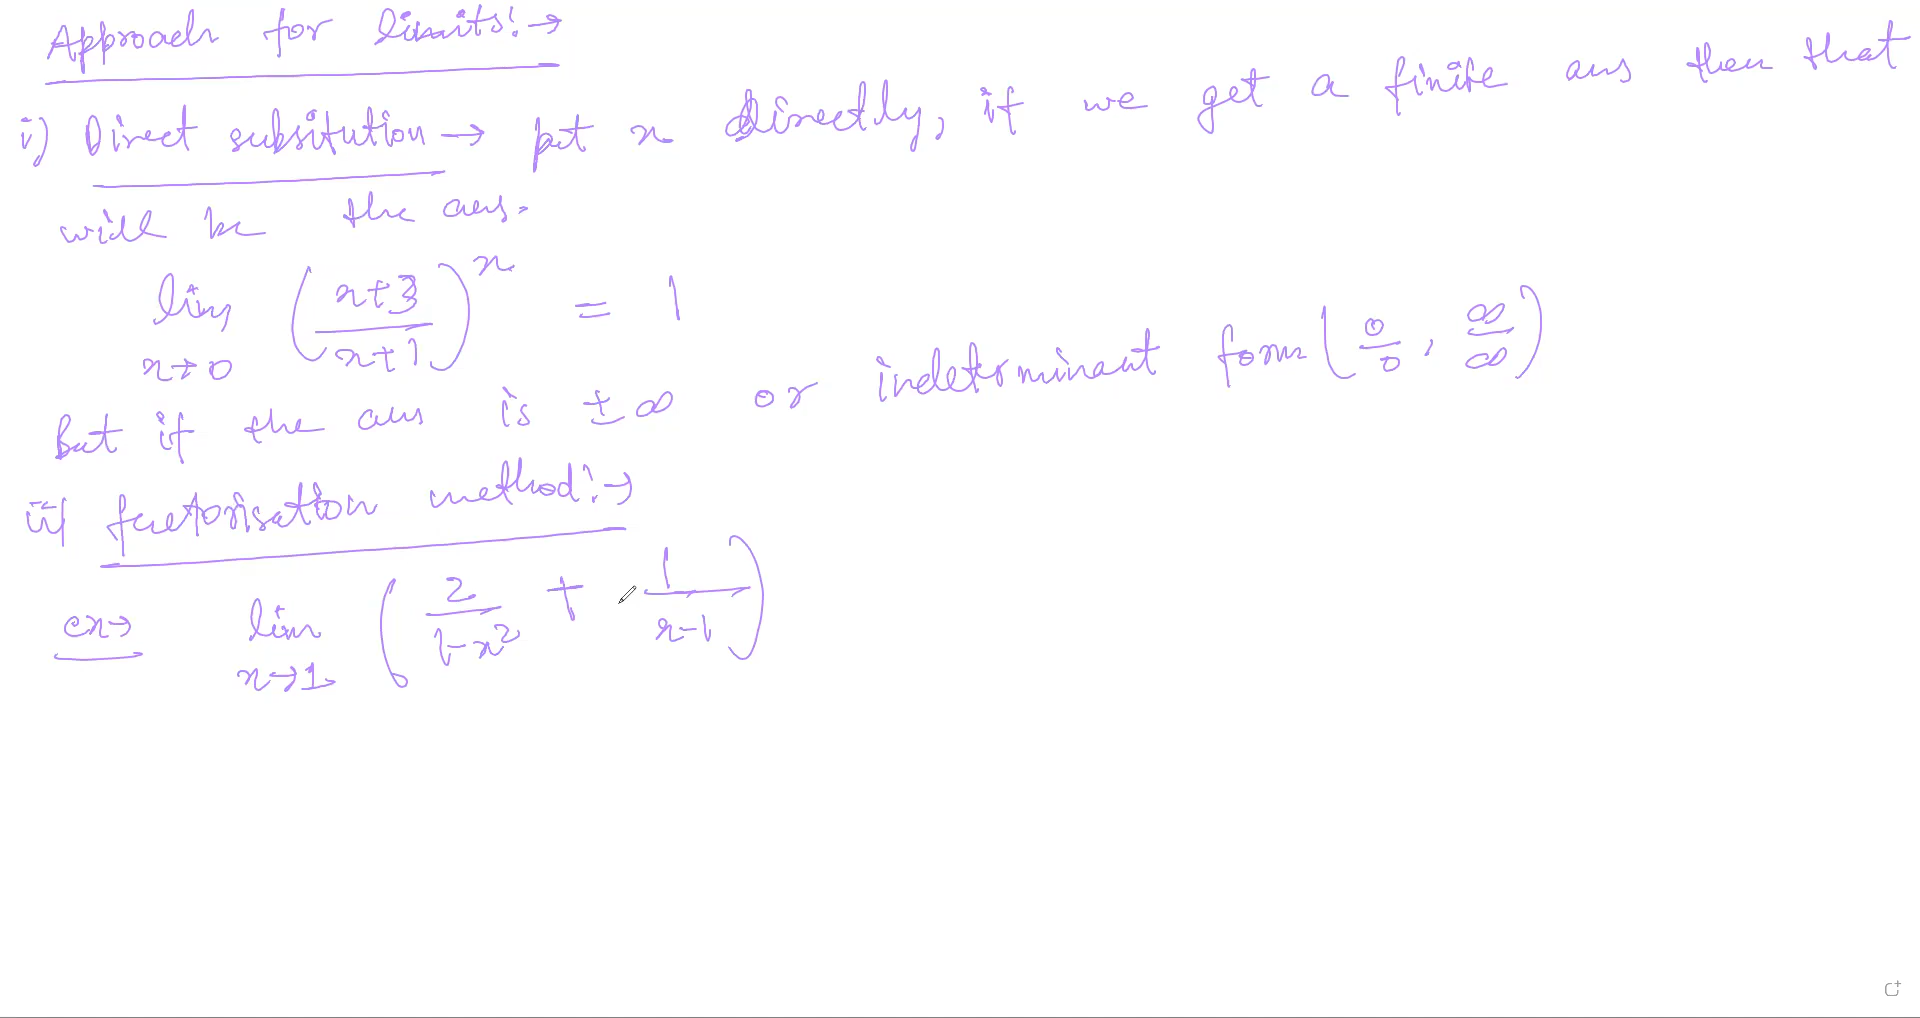 Approach for limits:→
i) Direct subsitution → put x directly, if we get a finite ans then that
will be the ans.
lim x→0 ((x+3)/(x+1))^x = 1
But if the ans is ±∞ or indeterminant form (0/0, ∞/∞)
ii) factorisation method:→
ex→ lim x→1 (2/(1-x²) + 1/(x-1))